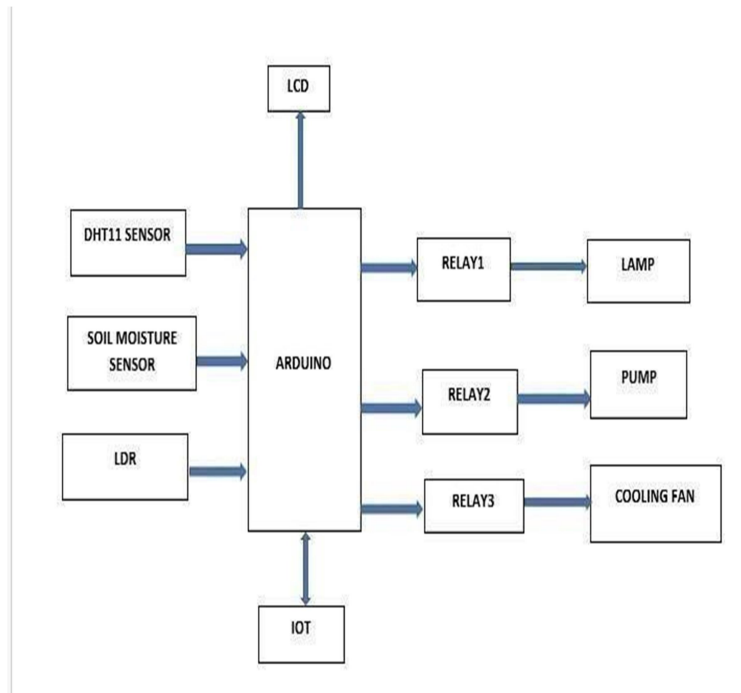 LCD
DHT11 SENSOR
SOIL MOISTURE
SENSOR
LDR
ARDUINO
RELAY1
LAMP
RELAY2
PUMP
RELAY3
COOLING FAN
IOT